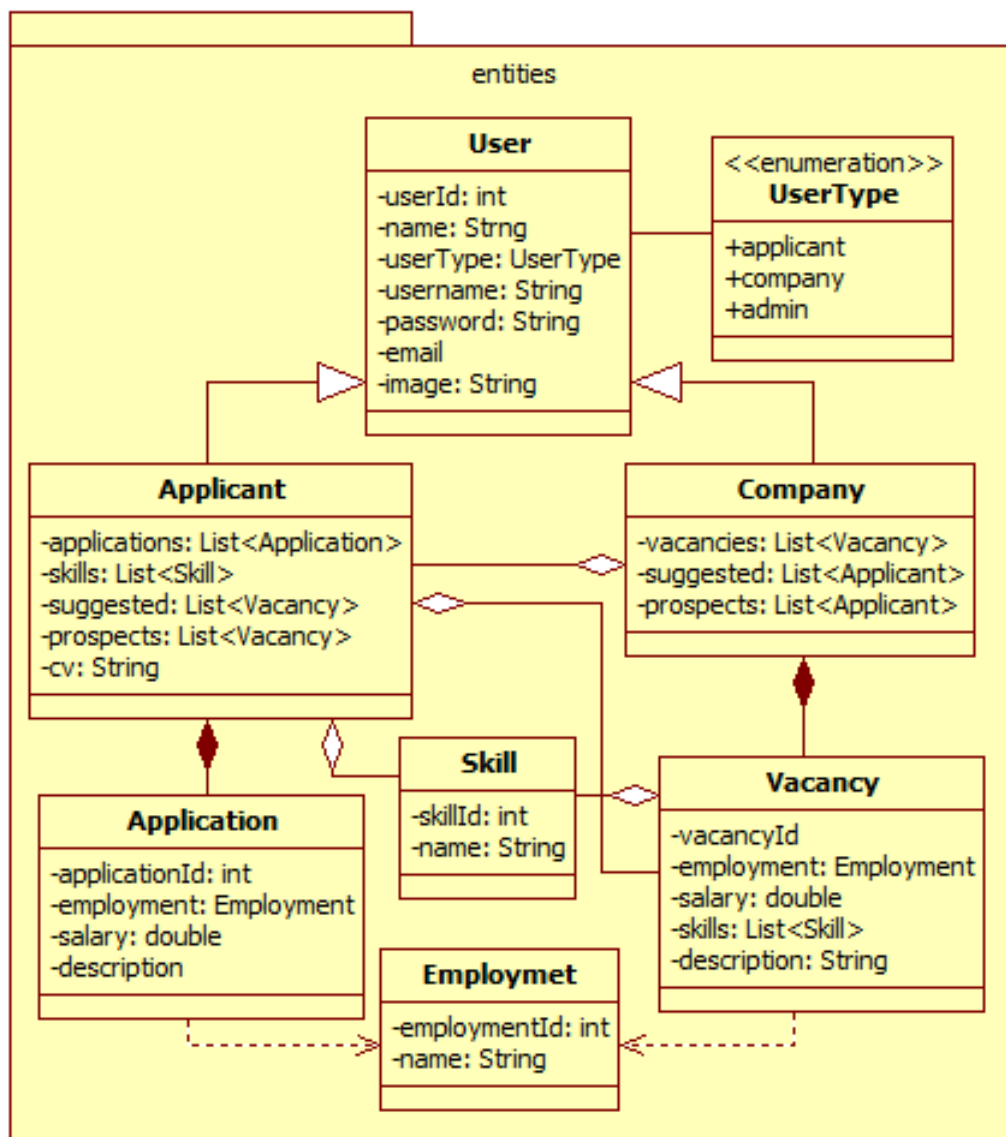 entities
User
-userId: int
-name: Strng
-userType: UserType
-username: String
-password: String
-email
-image: String
<<enumeration>>
UserType
+applicant
+company
+admin
Applicant
-applications: List<Application>
-skills: List<Skill>
-suggested: List<Vacancy>
-prospects: List<Vacancy>
-cv: String
Company
-vacancies: List<Vacancy>
-suggested: List<Applicant>
-prospects: List<Applicant>
Skill
-skillId: int
-name: String
Application
-applicationId: int
-employment: Employment
-salary: double
-description
Vacancy
-vacancyId
-employment: Employment
-salary: double
-skills: List<Skill>
-description: String
Employmet
-employmentId: int
-name: String